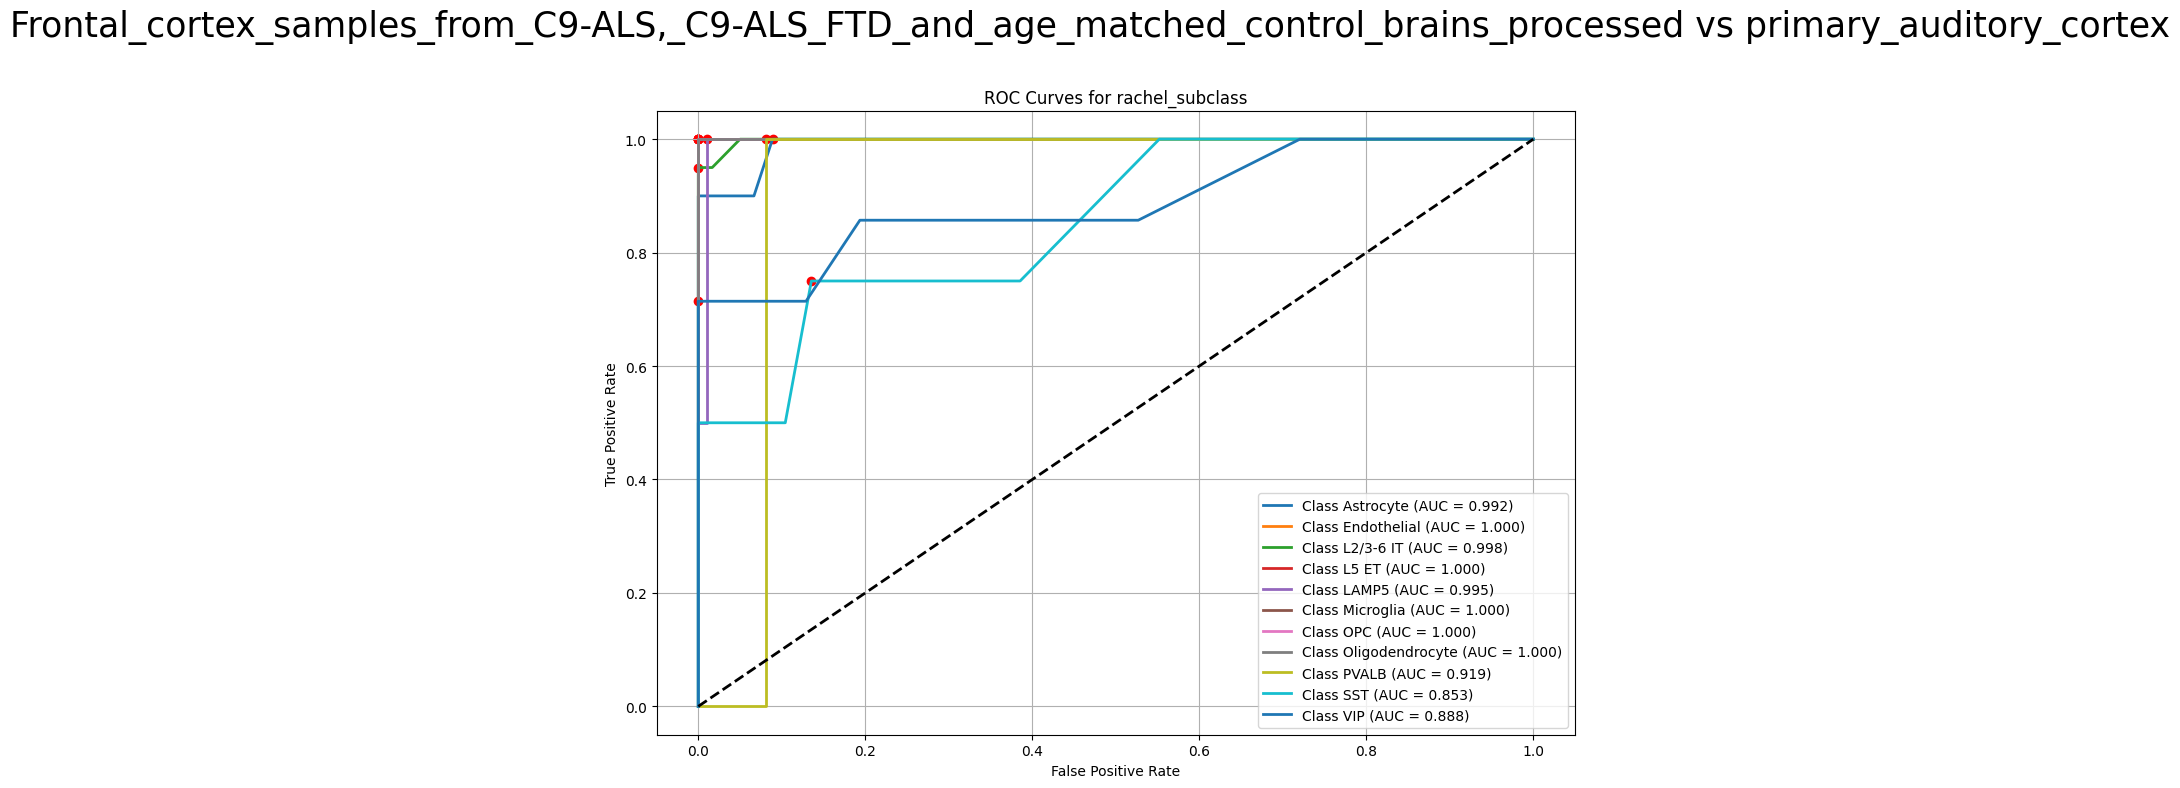 Frontal_cortex_samples_from_C9-ALS,_C9-ALS_FTD_and_age_matched_control_brains_processed vs primary_auditory_cortex
ROC Curves for rachel_subclass
True Positive Rate
1.0
0.8
0.6
0.4
0.2
0.0
Class Astrocyte (AUC = 0.992)
Class Endothelial (AUC = 1.000)
Class L2/3-6 IT (AUC = 0.998)
Class L5 ET (AUC = 1.000)
Class LAMP5 (AUC = 0.995)
Class Microglia (AUC = 1.000)
Class OPC (AUC = 1.000)
Class Oligodendrocyte (AUC = 1.000)
Class PVALB (AUC = 0.919)
Class SST (AUC = 0.853)
Class VIP (AUC = 0.888)
0.0 0.2 0.4 0.6 0.8 1.0
False Positive Rate